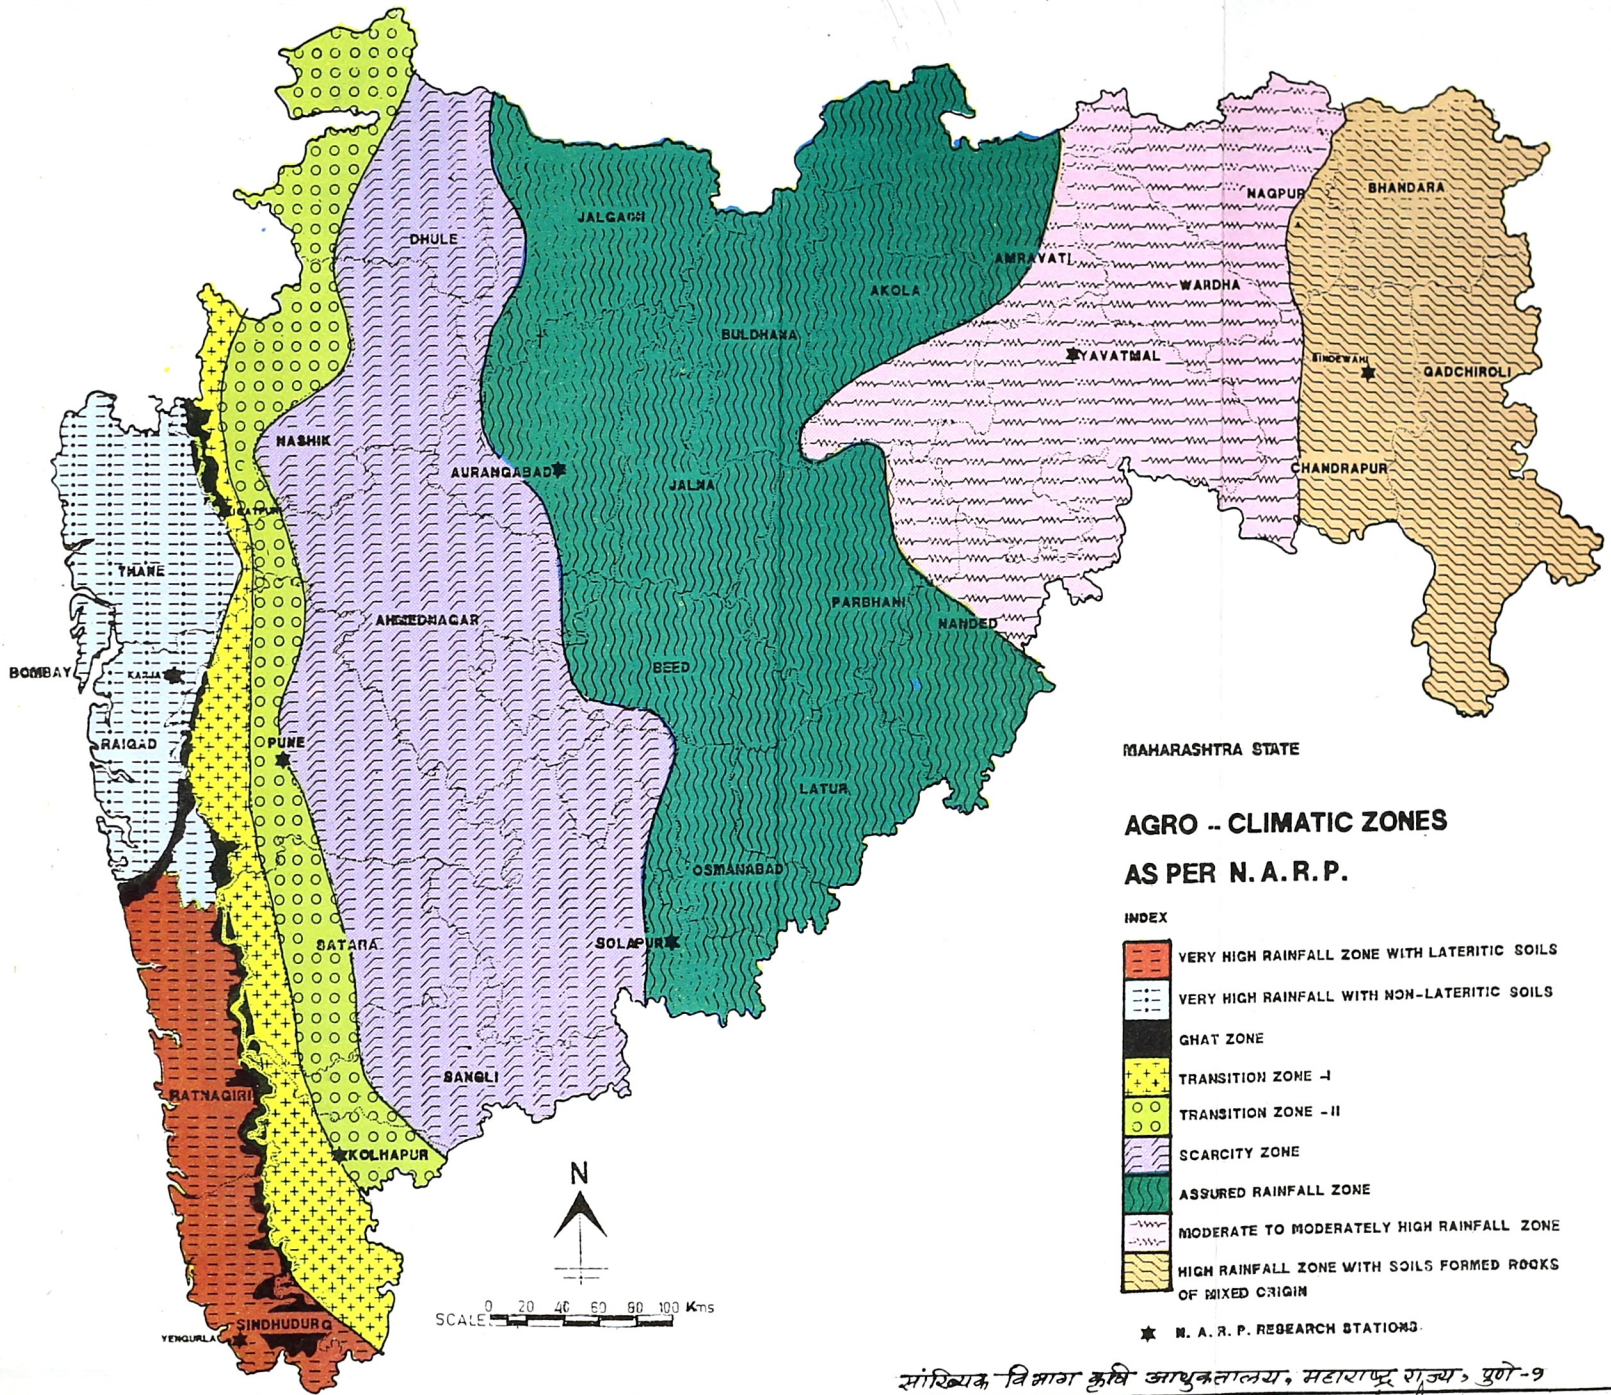 JALGAON
DHULE
NAGPUR
BHANDARA
AMRAVATI
AKOLA
WARDHA
BULDHANA
YAVATMAL
SINDEWAHI
GADCHIROLI
NASHIK
AURANGABAD
JALNA
CHANDRAPUR
IGATPURI
THANE
AHMEDNAGAR
PARBHANI
NANDED
BOMBAY
KARJAT
BEED
RAIGAD
PUNE
LATUR
OSMANABAD
SATARA
SOLAPUR
SANGLI
RATNAGIRI
KOLHAPUR
SINDHUDURG
VENGURLA
N
0 20 40 60 80 100 Kms
SCALE
MAHARASHTRA STATE
AGRO -- CLIMATIC ZONES
AS PER N.A.R.P.
INDEX
VERY HIGH RAINFALL ZONE WITH LATERITIC SOILS
VERY HIGH RAINFALL WITH NON-LATERITIC SOILS
GHAT ZONE
TRANSITION ZONE -I
TRANSITION ZONE -II
SCARCITY ZONE
ASSURED RAINFALL ZONE
MODERATE TO MODERATELY HIGH RAINFALL ZONE
HIGH RAINFALL ZONE WITH SOILS FORMED ROOKS
OF MIXED ORIGIN
N.A.R.P. RESEARCH STATIONS
सांख्यिक विभाग कृषि आयुक्तालय, महाराष्ट्र राज्य, पुणे-१